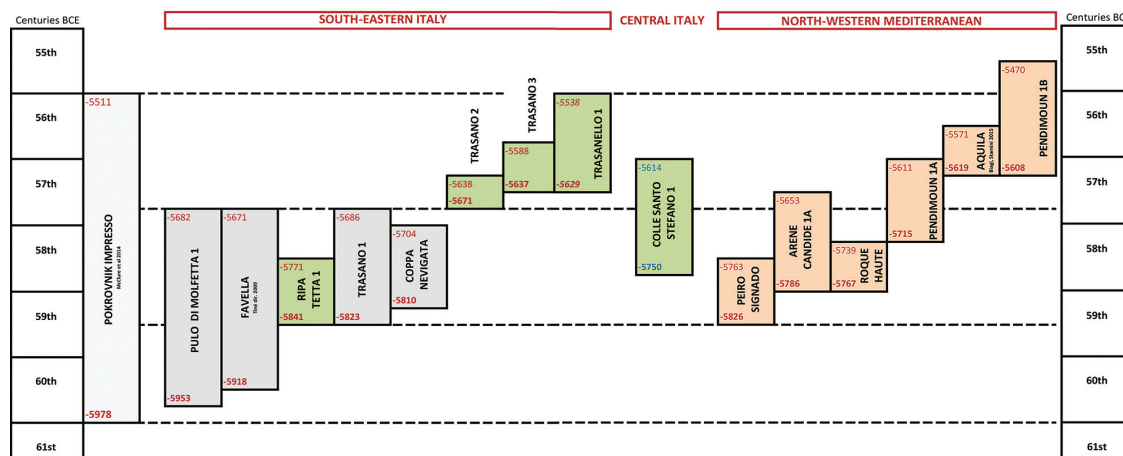 Centuries BCE
SOUTH-EASTERN ITALY
CENTRAL ITALY
NORTH-WESTERN MEDITERRANEAN
Centuries BC
55th
56th
57th
58th
59th
60th
61st
-5511
POKROVNIK IMPRESSO
McClure et al 2014
-5978
-5682
PULO DI MOLFETTA 1
-5953
-5671
FAVELLA
Tiné dir. 2009
-5918
-5771
RIPA
TETTA 1
-5841
-5686
TRASANO 1
-5823
-5704
COPPA
NEVIGATA
-5810
TRASANO 2
-5638
-5671
TRASANO 3
-5588
-5637
-5538
TRASANELLO 1
-5629
-5614
COLLE SANTO
STEFANO 1
-5750
-5763
PEIRO
SIGNADO
-5826
-5653
ARENE
CANDIDE 1A
-5786
-5739
ROQUE
HAUTE
-5767
-5611
PENDIMOUN 1A
-5715
-5571
AQUILA
Biagi, Starnini 2015
-5619
-5470
PENDIMOUN 1B
-5608
55th
56th
57th
58th
59th
60th
61st